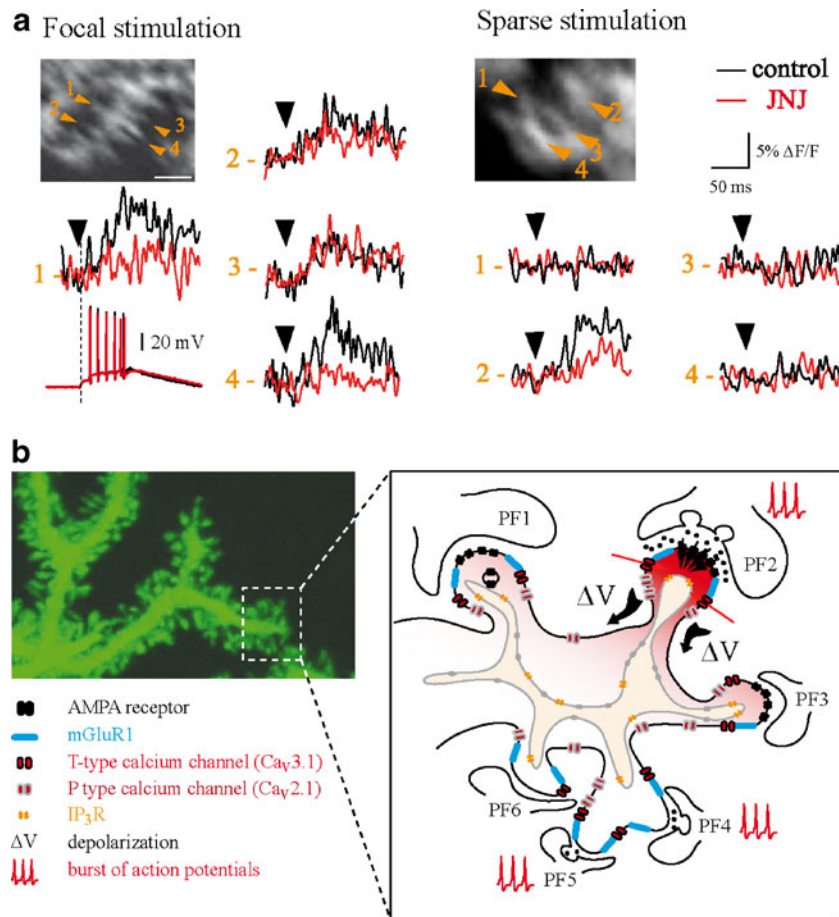 a Focal stimulation
Sparse stimulation
1
2
3
4
1
2
3
4
control
JNJ
5% ΔF/F
50 ms
2 -
1 -
3 -
20 mV
4 -
1 -
3 -
2 -
4 -
b
AMPA receptor
mGluR1
T-type calcium channel (CaV3.1)
P type calcium channel (CaV2.1)
IP3R
ΔV depolarization
burst of action potentials
PF1
PF2
ΔV
ΔV
PF3
PF6
PF4
PF5